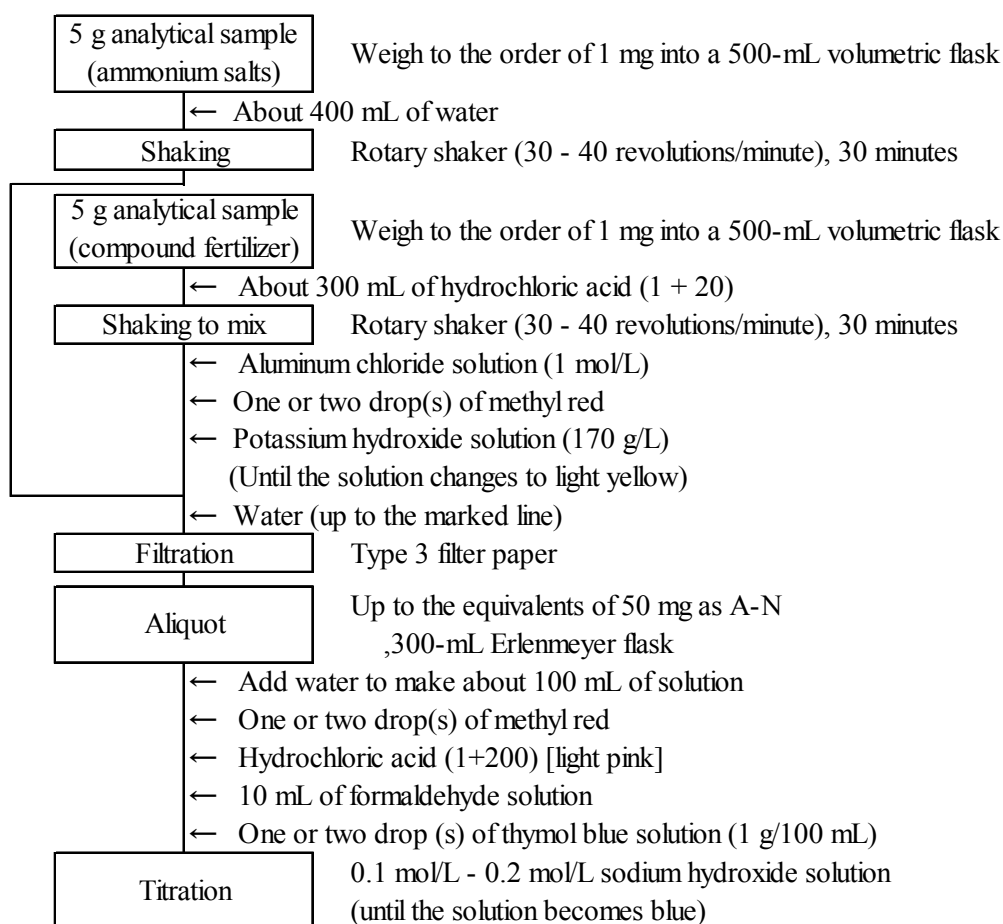 5 g analytical sample
(ammonium salts)
Weigh to the order of 1 mg into a 500-mL volumetric flask
← About 400 mL of water
Shaking
Rotary shaker (30 - 40 revolutions/minute), 30 minutes
5 g analytical sample
(compound fertilizer)
Weigh to the order of 1 mg into a 500-mL volumetric flask
← About 300 mL of hydrochloric acid (1 + 20)
Shaking to mix
Rotary shaker (30 - 40 revolutions/minute), 30 minutes
← Aluminum chloride solution (1 mol/L)
← One or two drop(s) of methyl red
← Potassium hydroxide solution (170 g/L)
(Until the solution changes to light yellow)
← Water (up to the marked line)
Filtration
Type 3 filter paper
Aliquot
Up to the equivalents of 50 mg as A-N
,300-mL Erlenmeyer flask
← Add water to make about 100 mL of solution
← One or two drop(s) of methyl red
← Hydrochloric acid (1+200) [light pink]
← 10 mL of formaldehyde solution
← One or two drop (s) of thymol blue solution (1 g/100 mL)
Titration
0.1 mol/L - 0.2 mol/L sodium hydroxide solution
(until the solution becomes blue)